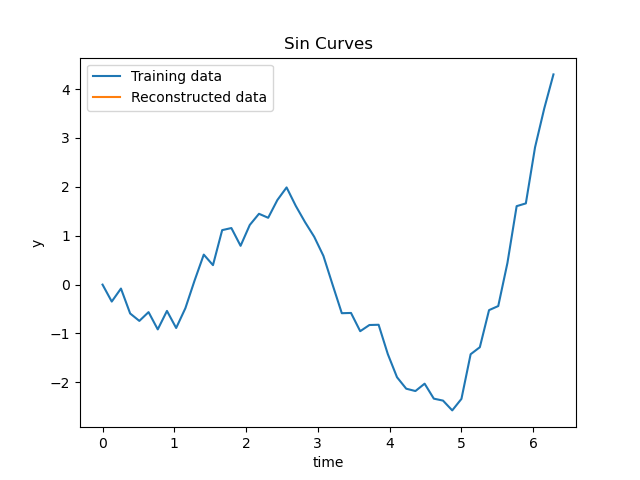 Sin Curves
Training data
Reconstructed data
4
3
2
1
0
−1
−2
y
0 1 2 3 4 5 6
time